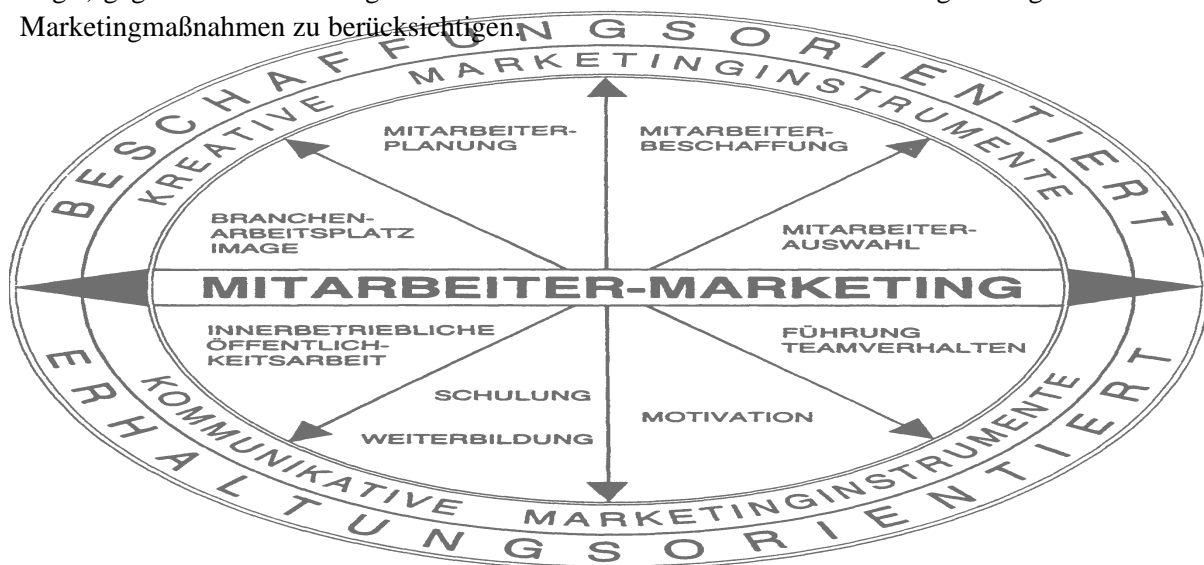 Marketingmaßnahmen zu berücksichtigen.
BESCHAFFUNGSORIENTIERT
KREATIVE MARKETINGINSTRUMENTE
MITARBEITER-
PLANUNG
MITARBEITER-
BESCHAFFUNG
BRANCHEN-
ARBEITSPLATZ
IMAGE
MITARBEITER-
AUSWAHL
MITARBEITER-MARKETING
INNERBETRIEBLICHE
ÖFFENTLICH-
KEITSARBEIT
FÜHRUNG
TEAMVERHALTEN
SCHULUNG
WEITERBILDUNG
MOTIVATION
KOMMUNIKATIVE MARKETINGINSTRUMENTE
ERHALTUNGSORIENTIERT